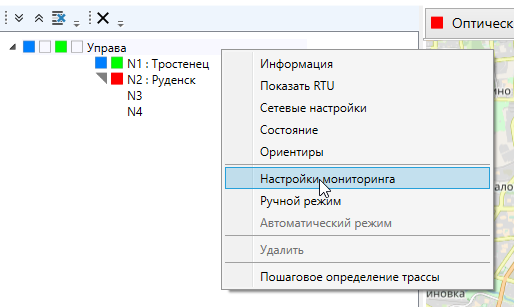 Оптическ
Управа
N1 : Тростенец
N2 : Руденск
N3
N4
Информация
Показать RTU
Сетевые настройки
Состояние
Ориентиры
Настройки мониторинга
Ручной режим
Автоматический режим
Удалить
Пошаговое определение трассы
иновка